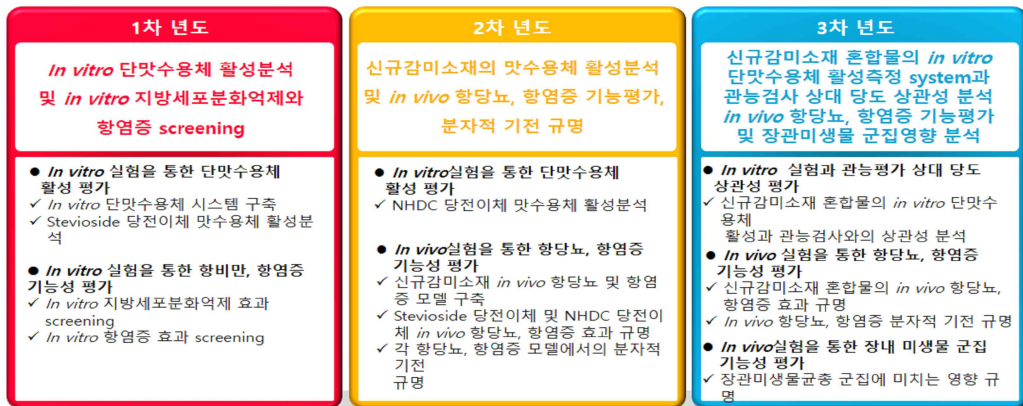 1차 년도
In vitro 단맛수용체 활성분석
및 in vitro 지방세포분화억제와
항염증 screening
● In vitro 실험을 통한 단맛수용체
활성 평가
✓ In vitro 단맛수용체 시스템 구축
✓ Stevioside 당전이체 맛수용체 활성분
석
● In vitro 실험을 통한 항비만, 항염증
기능성 평가
✓ In vitro 지방세포분화억제 효과
screening
✓ In vitro 항염증 효과 screening
2차 년도
신규감미소재의 맛수용체 활성분석
및 in vivo 항당뇨, 항염증 기능평가,
분자적 기전 규명
● In vitro실험을 통한 단맛수용체
활성 평가
✓ NHDC 당전이체 맛수용체 활성분석
● In vivo실험을 통한 항당뇨, 항염증
기능성 평가
✓ 신규감미소재 in vivo 항당뇨 및 항염
증 모델 구축
✓ Stevioside 당전이체 및 NHDC 당전이
체 in vivo 항당뇨, 항염증 효과 규명
✓ 각 항당뇨, 항염증 모델에서의 분자적
기전
규명
3차 년도
신규감미소재 혼합물의 in vitro
단맛수용체 활성측정 system과
관능검사 상대 당도 상관성 분석
in vivo 항당뇨, 항염증 기능평가
및 장관미생물 군집영향 분석
● In vitro 실험과 관능평가 상대 당도
상관성 평가
✓ 신규감미소재 혼합물의 in vitro 단맛수
용체
활성과 관능검사와의 상관성 분석
● In vivo 실험을 통한 항당뇨, 항염증
기능성 평가
✓ 신규감미소재 혼합물의 in vivo 항당뇨,
항염증 효과 규명
✓ In vivo 항당뇨, 항염증 분자적 기전 규명
● In vivo실험을 통한 장내 미생물 군집
기능성 평가
✓ 장관미생물균총 군집에 미치는 영향 규
명